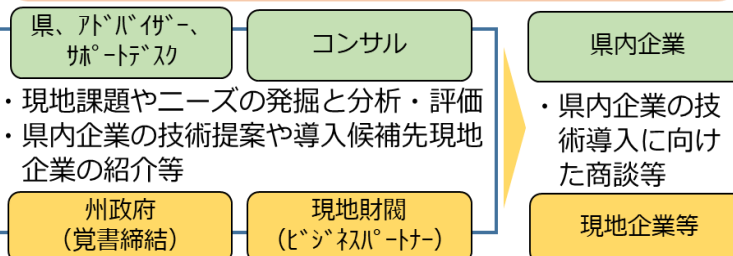 県、ｱﾄﾞﾊﾞｲｻﾞｰ、
ｻﾎﾟｰﾄﾃﾞｽｸ
コンサル
・現地課題やニーズの発掘と分析・評価
・県内企業の技術提案や導入候補先現地
企業の紹介等
州政府
（覚書締結）
現地財閥
（ﾋﾞｼﾞﾈｽﾊﾟｰﾄﾅｰ）
県内企業
・県内企業の技
術導入に向け
た商談等
現地企業等